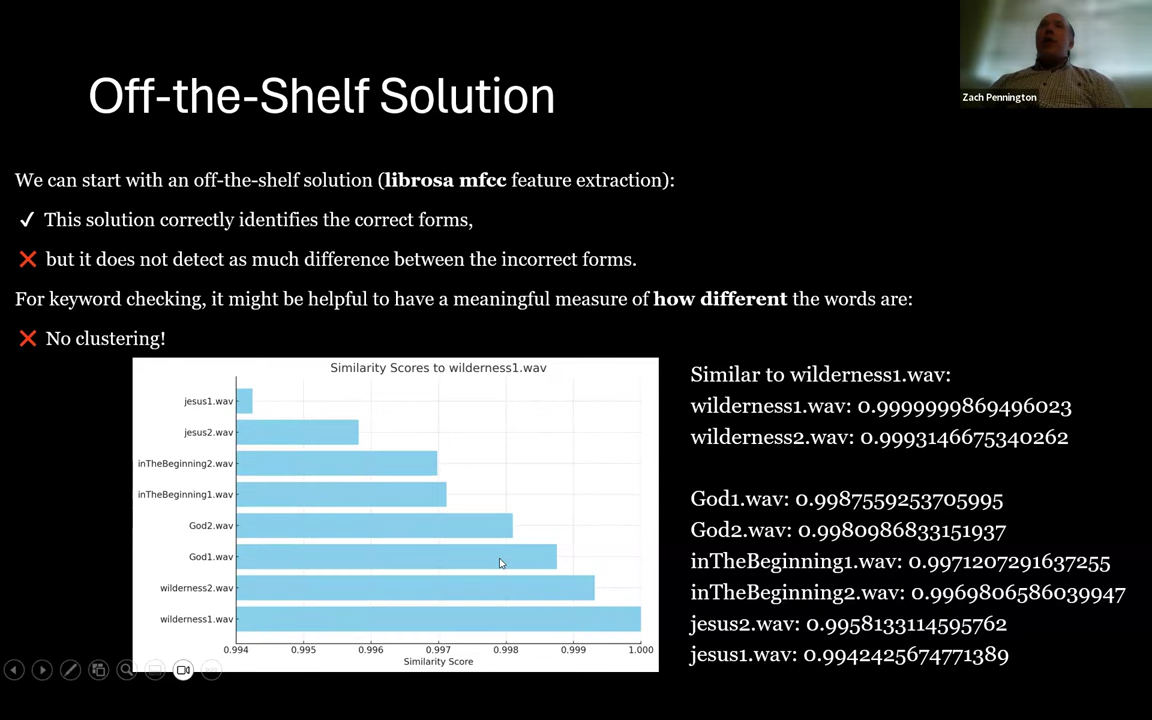 Zach Pennington
Off-the-Shelf Solution
We can start with an off-the-shelf solution (librosa mfcc feature extraction):
✓ This solution correctly identifies the correct forms,
❌ but it does not detect as much difference between the incorrect forms.
For keyword checking, it might be helpful to have a meaningful measure of how different the words are:
❌ No clustering!
Similarity Scores to wilderness1.wav
jesus1.wav
jesus2.wav
inTheBeginning2.wav
inTheBeginning1.wav
God2.wav
God1.wav
wilderness2.wav
wilderness1.wav
0.994 0.995 0.996 0.997 0.998 0.999 1.000
Similarity Score
Similar to wilderness1.wav:
wilderness1.wav: 0.9999999869496023
wilderness2.wav: 0.9993146675340262
God1.wav: 0.9987559253705995
God2.wav: 0.9980986833151937
inTheBeginning1.wav: 0.9971207291637255
inTheBeginning2.wav: 0.9969806586039947
jesus2.wav: 0.9958133114595762
jesus1.wav: 0.9942425674771389